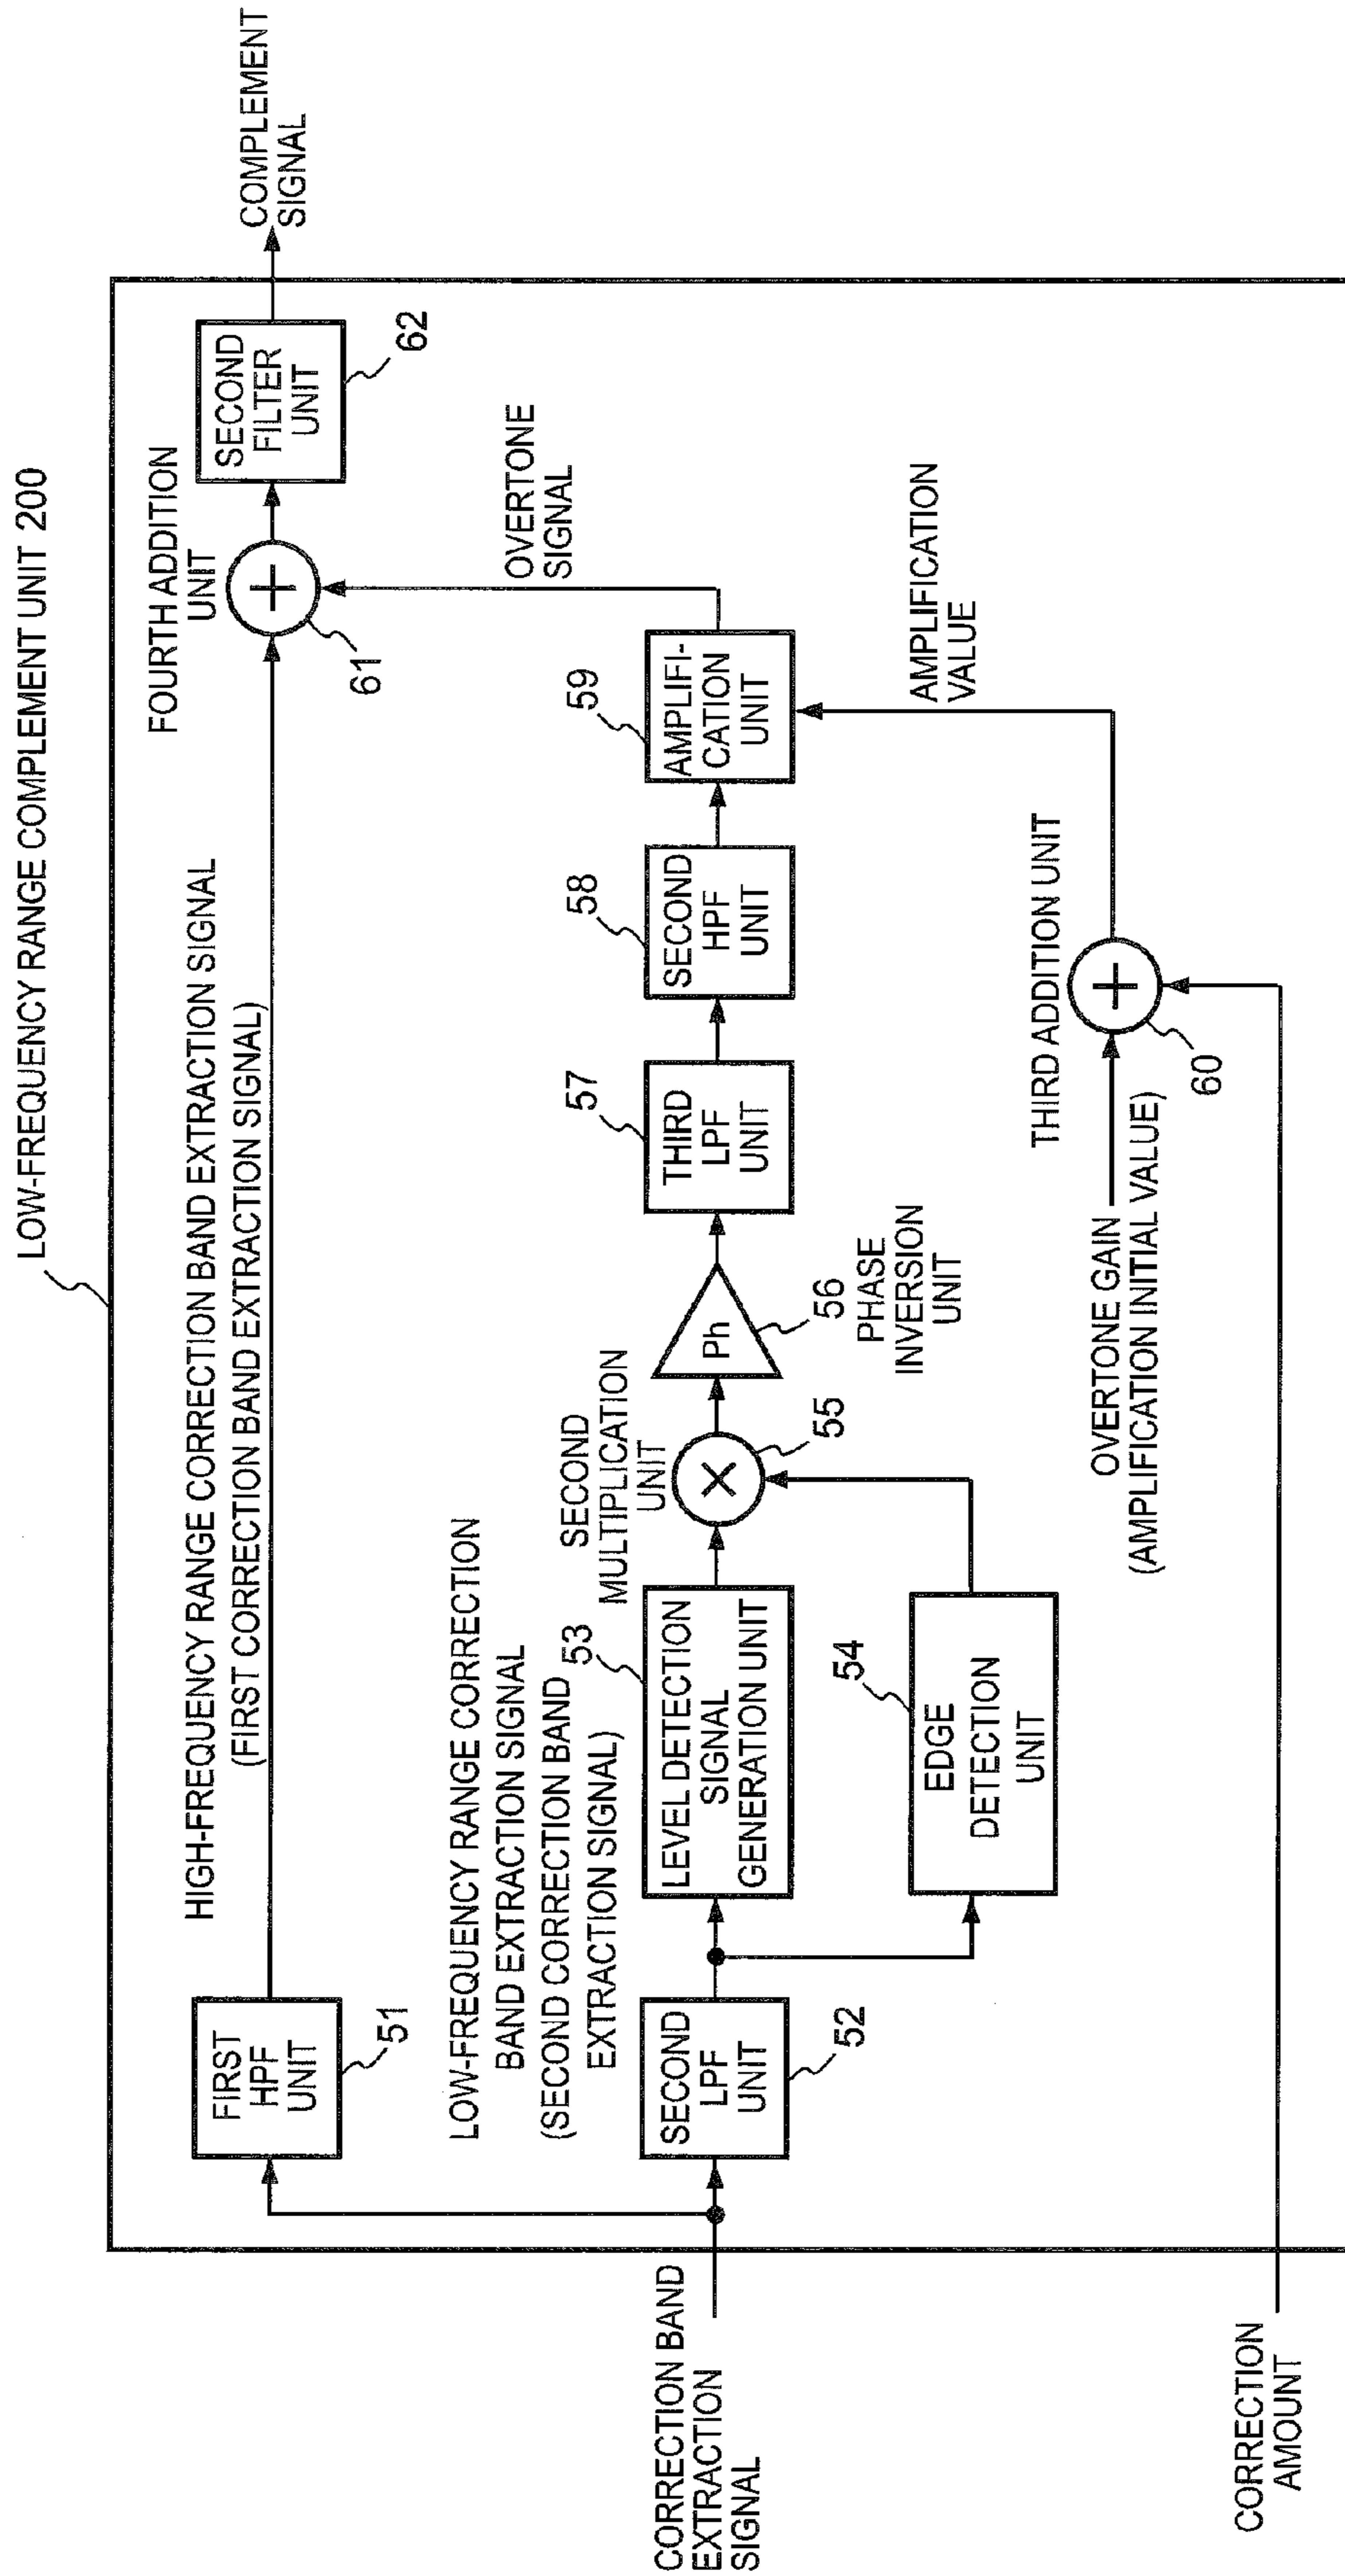 LOW-FREQUENCY RANGE COMPLEMENT UNIT 200
HIGH-FREQUENCY RANGE CORRECTION BAND EXTRACTION SIGNAL
(FIRST CORRECTION BAND EXTRACTION SIGNAL)
FIRST
HPF
UNIT
51
FOURTH ADDITION
UNIT
+
61
SECOND
FILTER
UNIT
62
COMPLEMENT
SIGNAL
CORRECTION BAND
EXTRACTION
SIGNAL
LOW-FREQUENCY RANGE CORRECTION
BAND EXTRACTION SIGNAL
(SECOND CORRECTION BAND
EXTRACTION SIGNAL)
SECOND
LPF
UNIT
52
53
LEVEL DETECTION
SIGNAL
GENERATION UNIT
54
EDGE
DETECTION
UNIT
SECOND
MULTIPLICATION
UNIT
×
55
Ph
56
PHASE
INVERSION
UNIT
57
THIRD
LPF
UNIT
58
SECOND
HPF
UNIT
59
AMPLIFI-
CATION
UNIT
OVERTONE
SIGNAL
AMPLIFICATION
VALUE
THIRD ADDITION UNIT
+
60
OVERTONE GAIN
(AMPLIFICATION INITIAL VALUE)
CORRECTION
AMOUNT